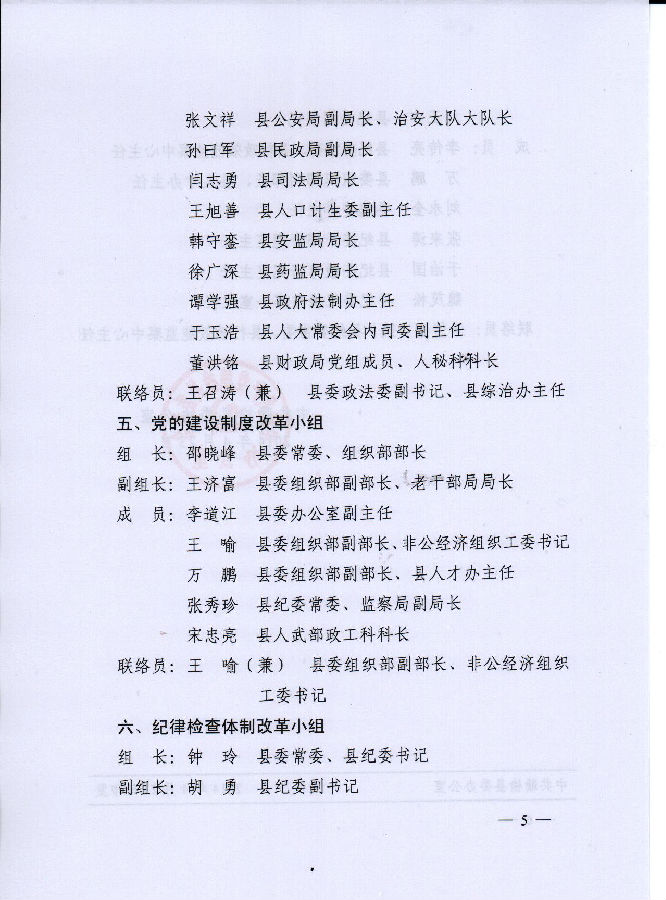 张文祥 县公安局副局长、治安大队大队长
孙曰军 县民政局副局长
闫志勇 县司法局局长
王旭善 县人口计生委副主任
韩守銮 县安监局局长
徐广深 县药监局局长
谭学强 县政府法制办主任
于玉浩 县人大常委会内司委副主任
董洪铭 县财政局党组成员、人秘科科长
联络员：王召涛（兼） 县委政法委副书记、县综治办主任
五、党的建设制度改革小组
组 长：邵晓峰 县委常委、组织部部长
副组长：王济富 县委组织部副部长、老干部局局长
成 员：李道江 县委办公室副主任
王 喻 县委组织部副部长、非公经济组织工委书记
万 鹏 县委组织部副部长、县人才办主任
张秀珍 县纪委常委、监察局副局长
宋忠亮 县人武部政工科科长
联络员：王 喻（兼） 县委组织部副部长、非公经济组织
工委书记
六、纪律检查体制改革小组
组 长：钟 玲 县委常委、县纪委书记
副组长：胡 勇 县纪委副书记
— 5 —